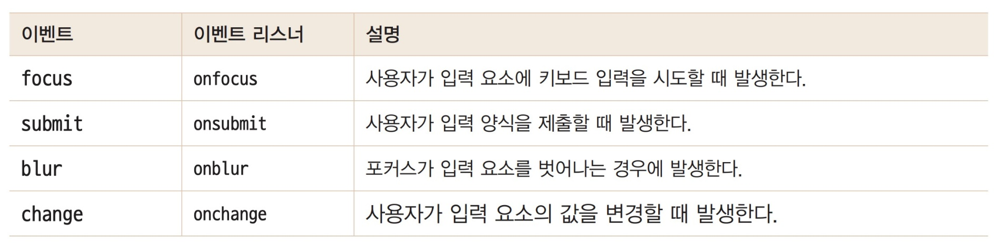 이벤트 이벤트 리스너 설명
focus onfocus 사용자가 입력 요소에 키보드 입력을 시도할 때 발생한다.
submit onsubmit 사용자가 입력 양식을 제출할 때 발생한다.
blur onblur 포커스가 입력 요소를 벗어나는 경우에 발생한다.
change onchange 사용자가 입력 요소의 값을 변경할 때 발생한다.